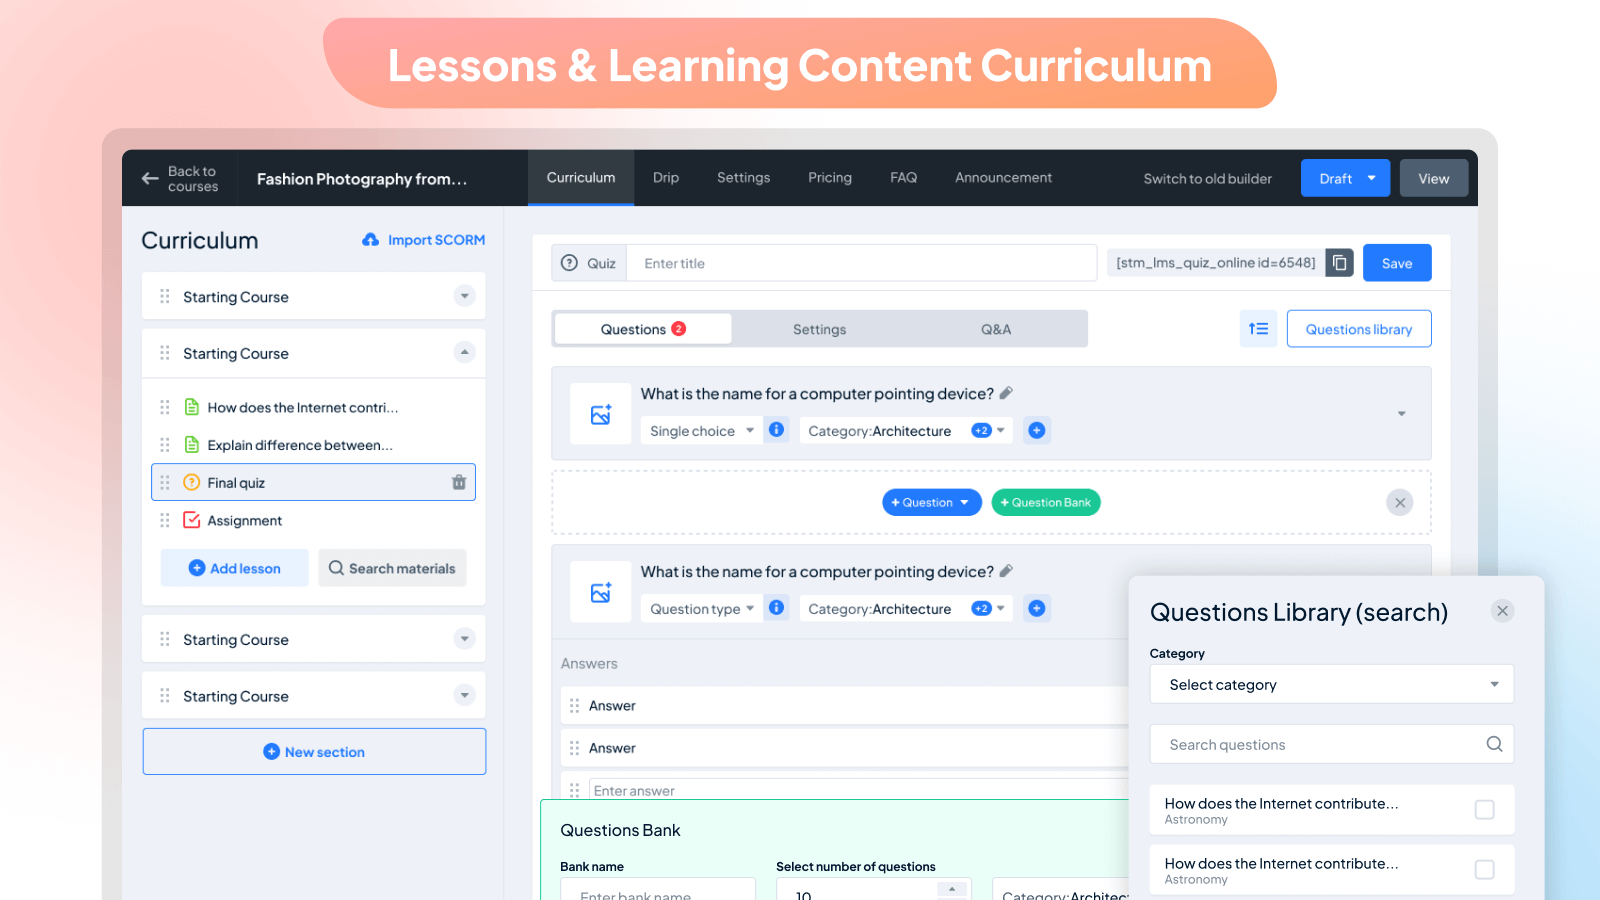 Lessons & Learning Content Curriculum
Back to courses
Fashion Photography from...
Curriculum
Drip
Settings
Pricing
FAQ
Announcement
Switch to old builder
Draft
View
Curriculum
Import SCORM
Starting Course
Starting Course
How does the Internet contri...
Explain difference between...
Final quiz
Assignment
Add lesson
Search materials
Starting Course
Starting Course
New section
Quiz
Enter title
[stm_lms_quiz_online id=6548]
Save
Questions 2
Settings
Q&A
Questions library
What is the name for a computer pointing device?
Single choice
Category:Architecture
+2
+ Question
+ Question Bank
What is the name for a computer pointing device?
Question type
Category:Architecture
+2
Answers
Answer
Answer
Enter answer
Questions Bank
Bank name
Select number of questions
Enter bank name
10
Category:Architect
Questions Library (search)
Category
Select category
Search questions
How does the Internet contribute...
Astronomy
How does the Internet contribute...
Astronomy